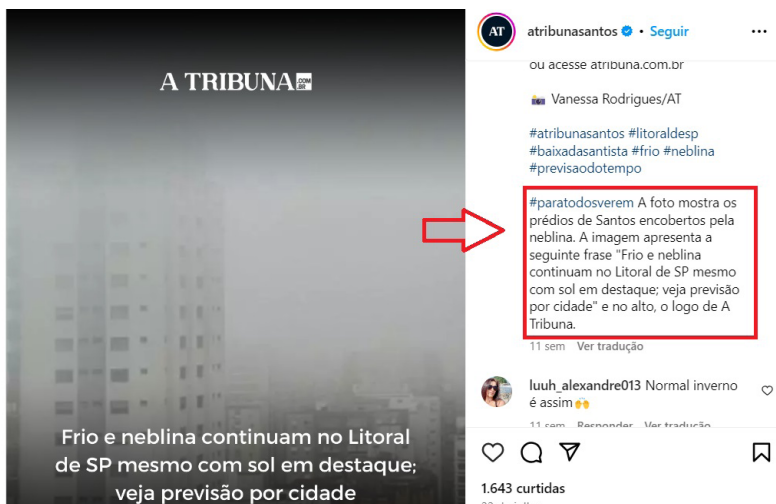 A TRIBUNA .COM.BR
Frio e neblina continuam no Litoral
de SP mesmo com sol em destaque;
veja previsão por cidade
AT
atribunasantos • Seguir
ou acesse atribuna.com.br
Vanessa Rodrigues/AT
#atribunasantos #litoraldesp
#baixadasantista #frio #neblina
#previsaodotempo
#paratodosverem A foto mostra os
prédios de Santos encobertos pela
neblina. A imagem apresenta a
seguinte frase "Frio e neblina
continuam no Litoral de SP mesmo
com sol em destaque; veja previsão
por cidade" e no alto, o logo de A
Tribuna.
11 sem Ver tradução
luuh_alexandre013 Normal inverno
é assim
11 sem Responder Ver tradução
1.643 curtidas